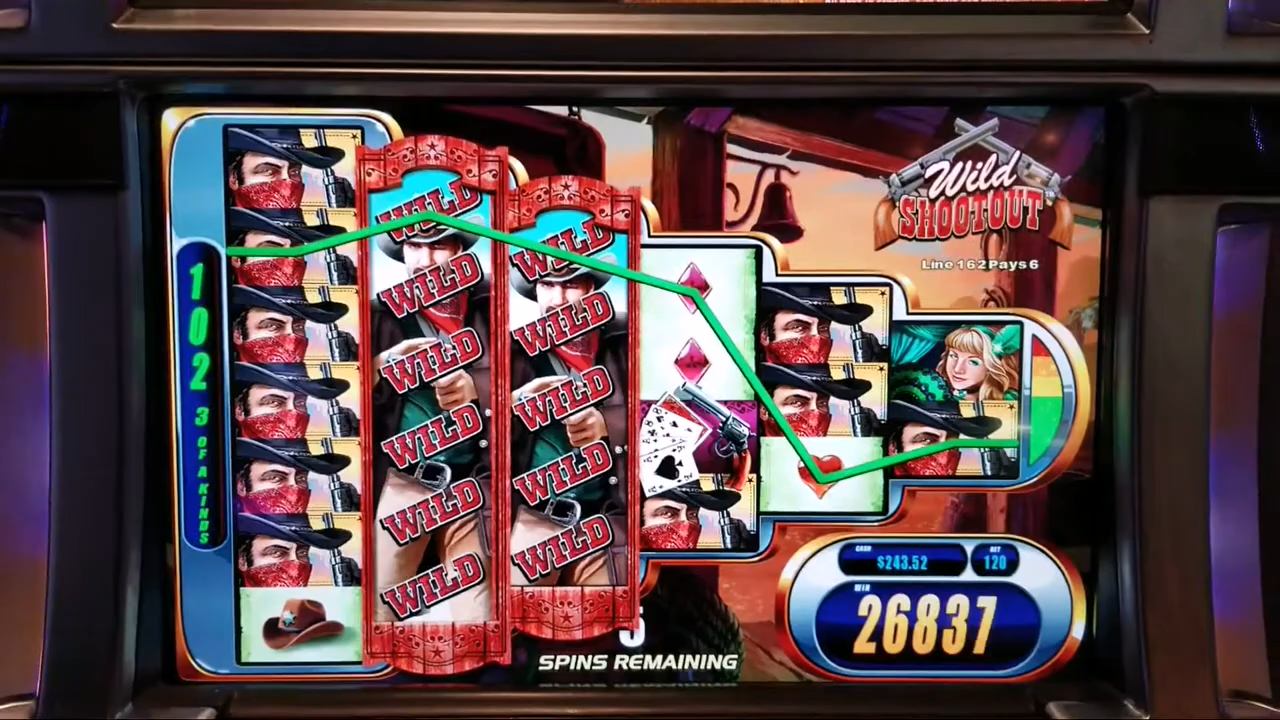 Wild
SHOOTOUT
Line 162 Pays 6
102 3 OF A KINDS
WILD WILD
WILD WILD
WILD WILD
WILD WILD
WILD WILD
WILD
CASH
$243.52
BET
120
WIN
26837
SPINS REMAINING